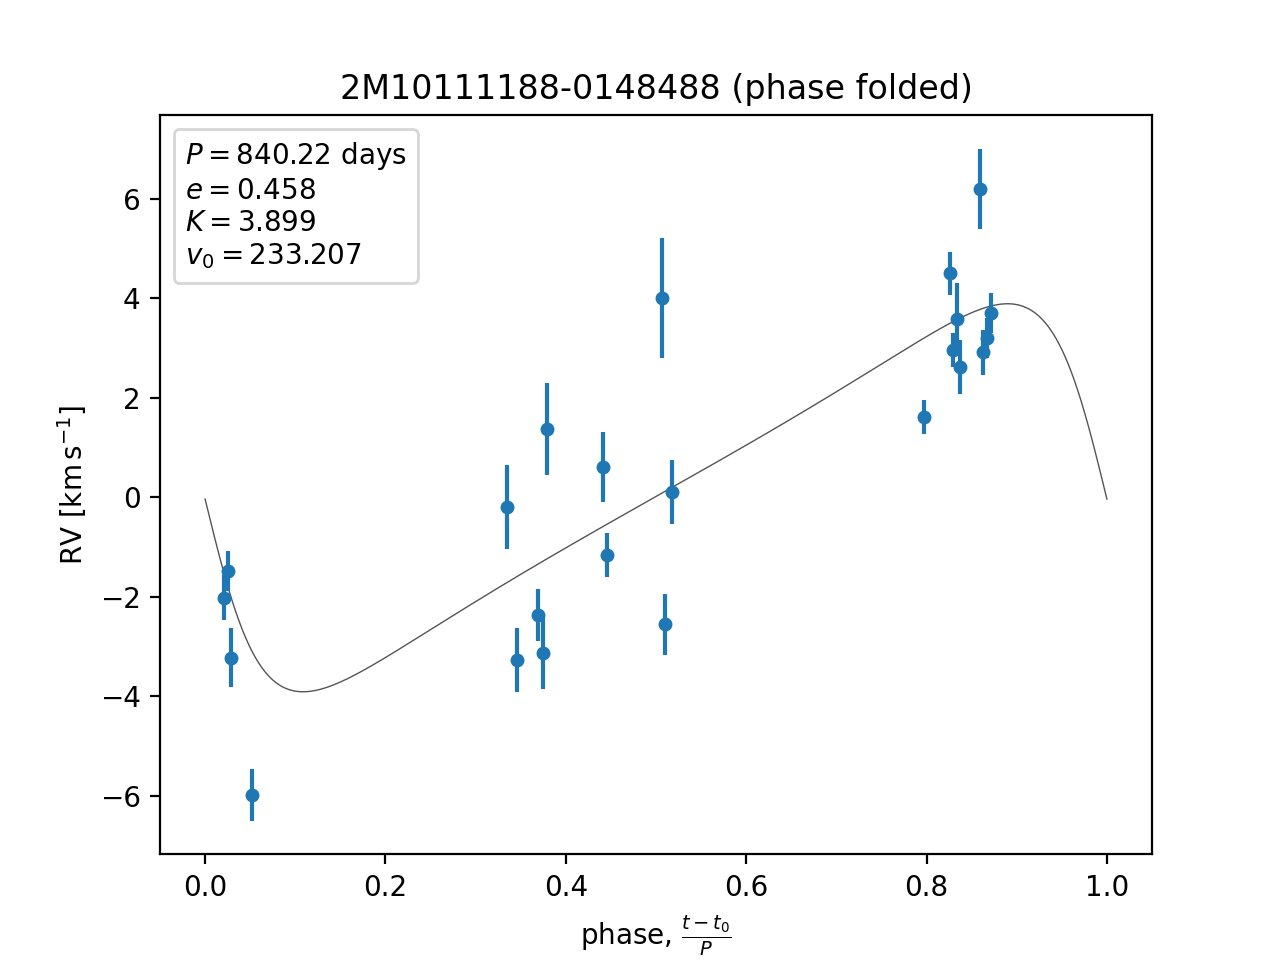 2M10111188-0148488 (phase folded)
P = 840.22 days
e = 0.458
K = 3.899
v₀ = 233.207
6
4
2
0
−2
−4
−6
RV [km s⁻¹]
0.0 0.2 0.4 0.6 0.8 1.0
phase, (t − t₀)/P